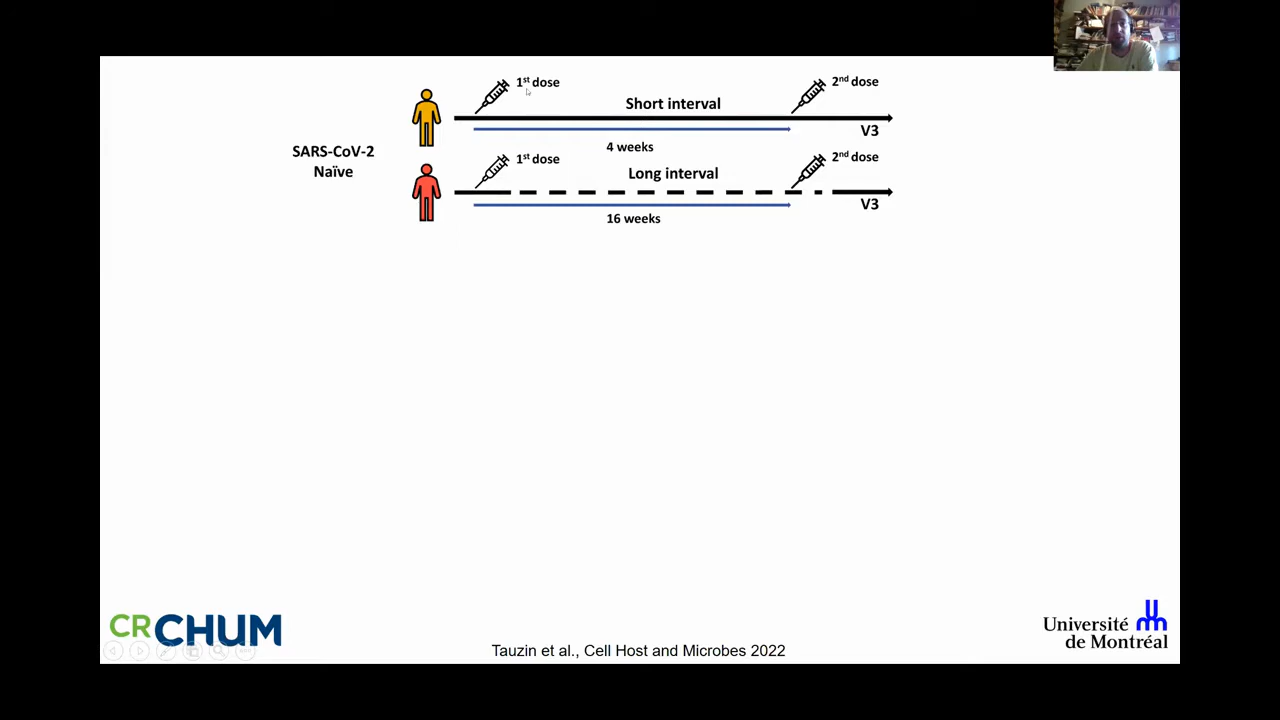 1st dose
2nd dose
Short interval
V3
4 weeks
SARS-CoV-2
Naïve
1st dose
2nd dose
Long interval
V3
16 weeks
CRCHUM
Tauzin et al., Cell Host and Microbes 2022
Université
de Montréal